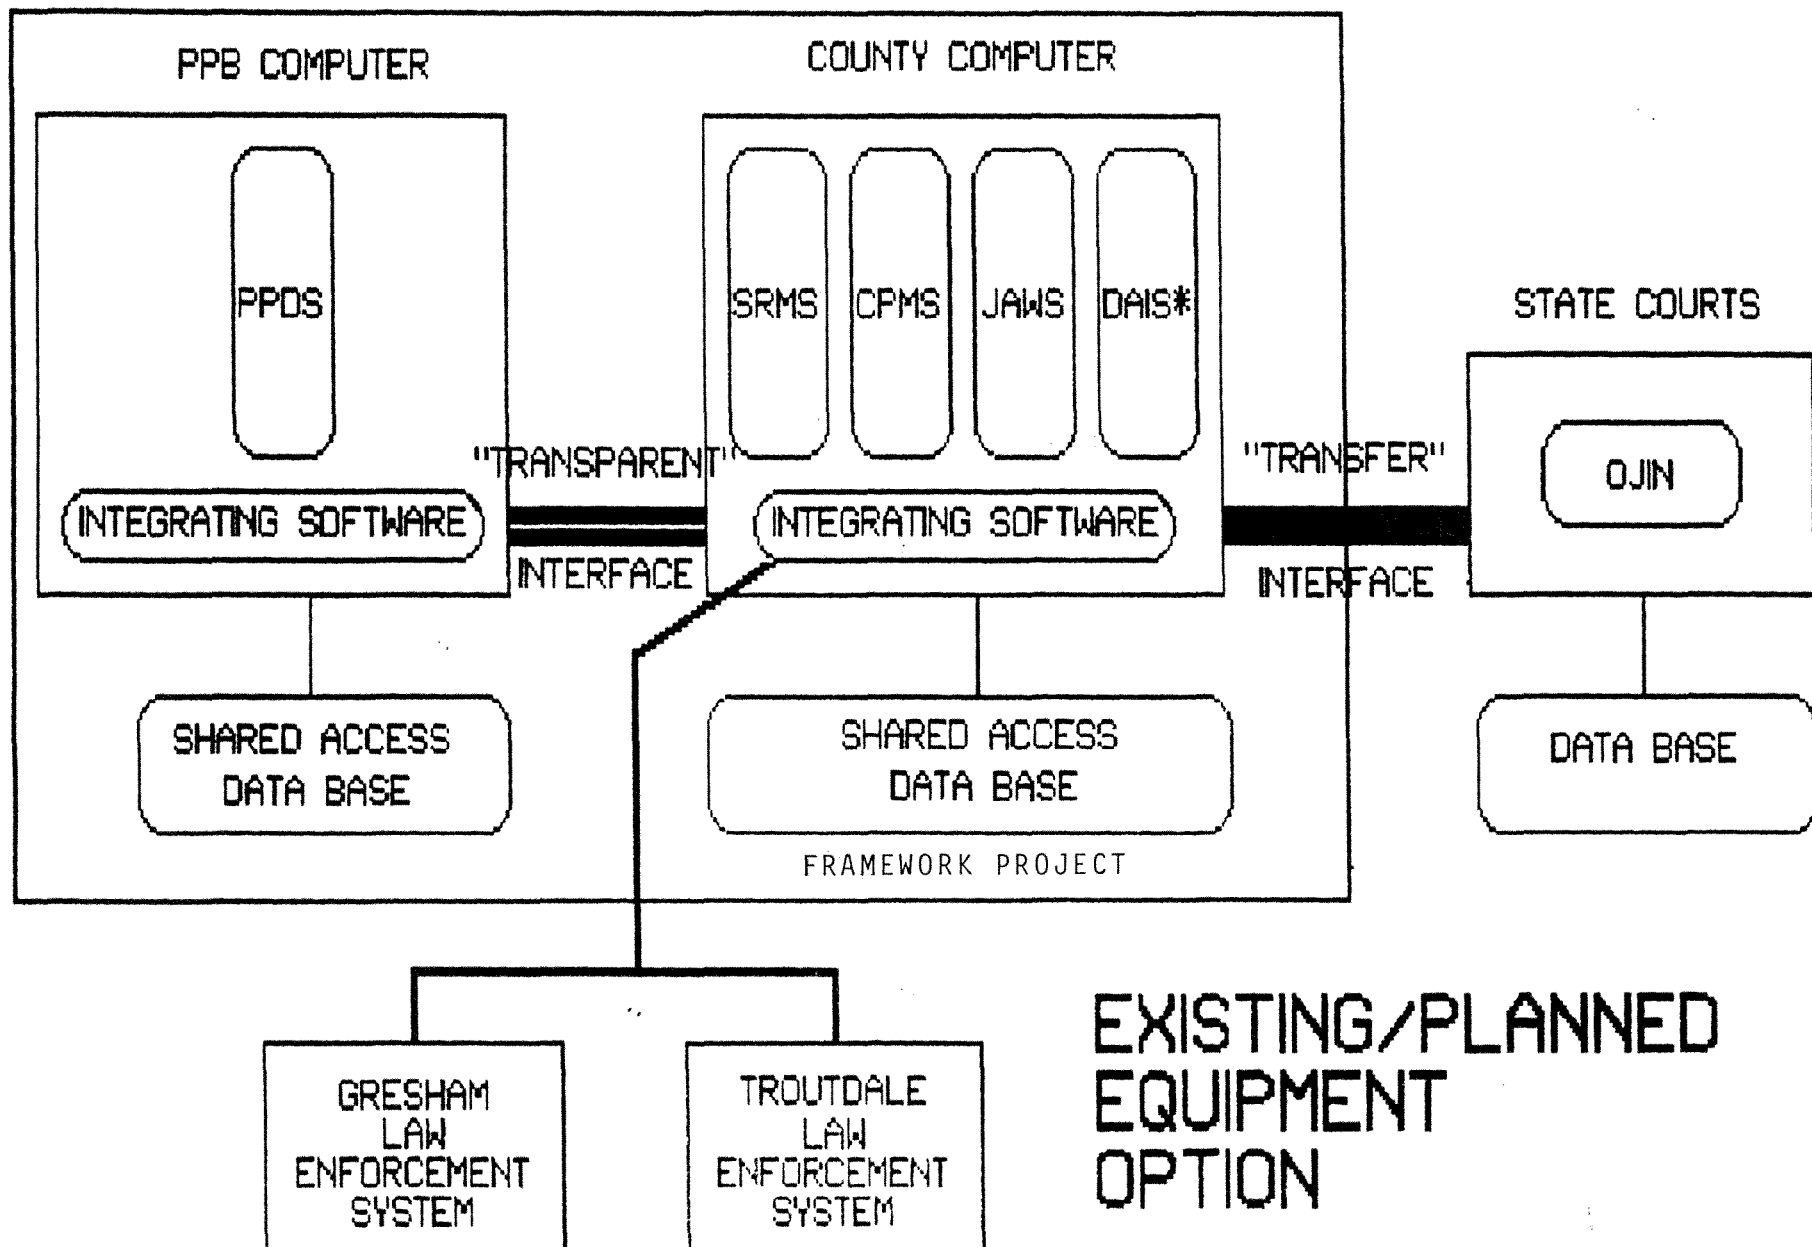 PPB COMPUTER
COUNTY COMPUTER
PPDS
SRMS
CPMS
JAWS
DAIS*
STATE COURTS
OJIN
"TRANSPARENT"
INTERFACE
"TRANSFER"
INTERFACE
INTEGRATING SOFTWARE
INTEGRATING SOFTWARE
SHARED ACCESS
DATA BASE
SHARED ACCESS
DATA BASE
DATA BASE
FRAMEWORK PROJECT
GRESHAM
LAW
ENFORCEMENT
SYSTEM
TROUTDALE
LAW
ENFORCEMENT
SYSTEM
EXISTING/PLANNED
EQUIPMENT
OPTION